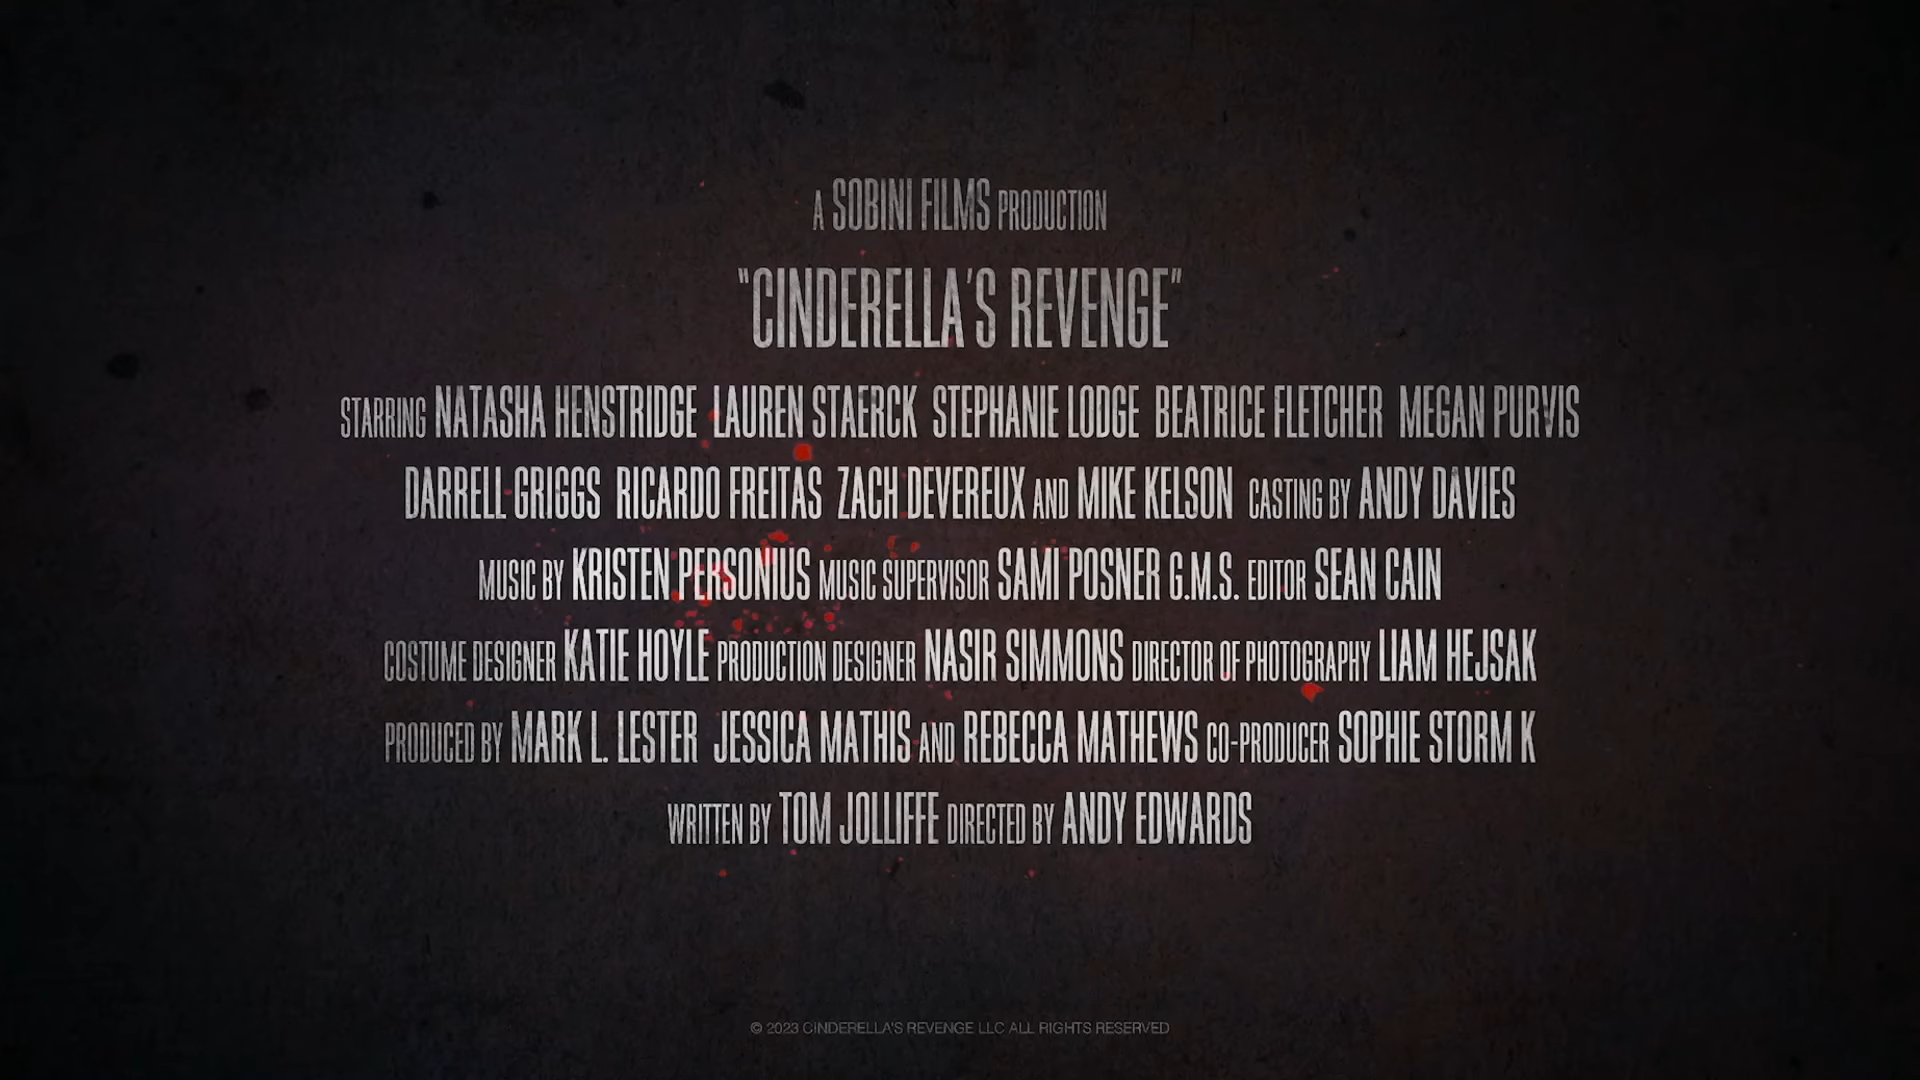 A SOBINI FILMS PRODUCTION
"CINDERELLA'S REVENGE"
STARRING NATASHA HENSTRIDGE LAUREN STAERCK STEPHANIE LODGE BEATRICE FLETCHER MEGAN PURVIS
DARRELL GRIGGS RICARDO FREITAS ZACH DEVEREUX AND MIKE KELSON CASTING BY ANDY DAVIES
MUSIC BY KRISTEN PERSONIUS MUSIC SUPERVISOR SAMI POSNER G.M.S. EDITOR SEAN CAIN
COSTUME DESIGNER KATIE HOYLE PRODUCTION DESIGNER NASIR SIMMONS DIRECTOR OF PHOTOGRAPHY LIAM HEJSAK
PRODUCED BY MARK L. LESTER JESSICA MATHIS AND REBECCA MATHEWS CO-PRODUCER SOPHIE STORM K
WRITTEN BY TOM JOLLIFFE DIRECTED BY ANDY EDWARDS
© 2023 CINDERELLA'S REVENGE LLC ALL RIGHTS RESERVED